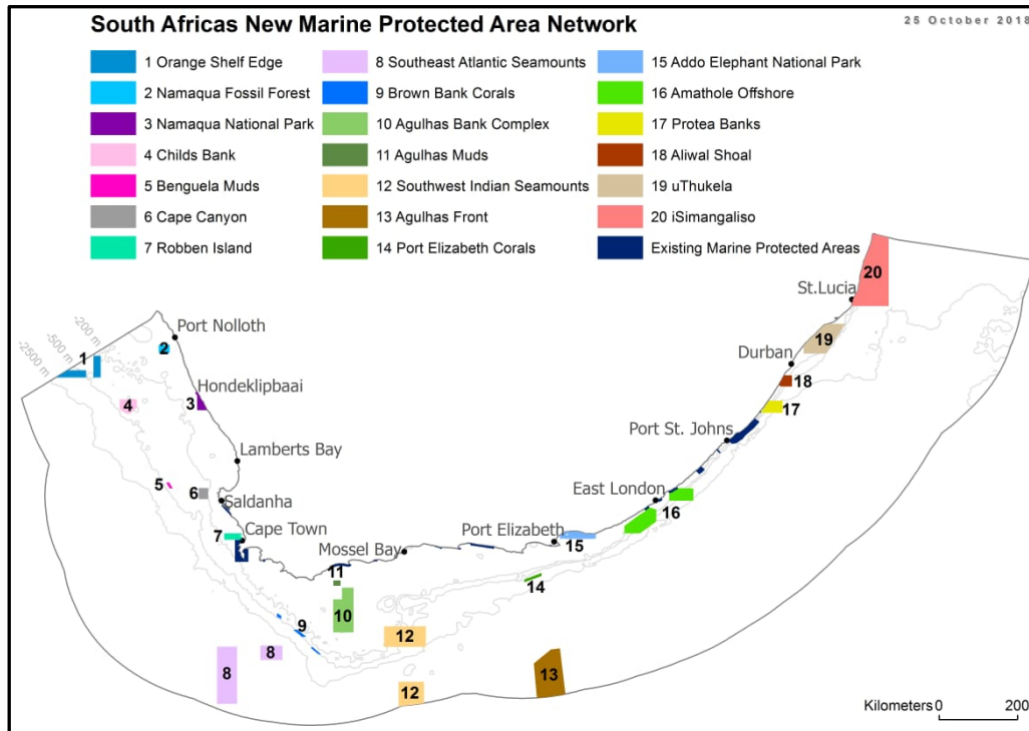 South Africas New Marine Protected Area Network
25 October 2018
1 Orange Shelf Edge
2 Namaqua Fossil Forest
3 Namaqua National Park
4 Childs Bank
5 Benguela Muds
6 Cape Canyon
7 Robben Island
8 Southeast Atlantic Seamounts
9 Brown Bank Corals
10 Agulhas Bank Complex
11 Agulhas Muds
12 Southwest Indian Seamounts
13 Agulhas Front
14 Port Elizabeth Corals
15 Addo Elephant National Park
16 Amathole Offshore
17 Protea Banks
18 Aliwal Shoal
19 uThukela
20 iSimangaliso
Existing Marine Protected Areas
20
St.Lucia
-200 m
-500 m
-2500 m
Port Nolloth
1
2
19
Durban
18
Hondeklipbaai
3
4
17
Port St. Johns
Lamberts Bay
5
6
Saldanha
East London
16
7
Cape Town
Port Elizabeth
15
Mossel Bay
11
14
10
9
12
8
8
13
12
Kilometers 0 200